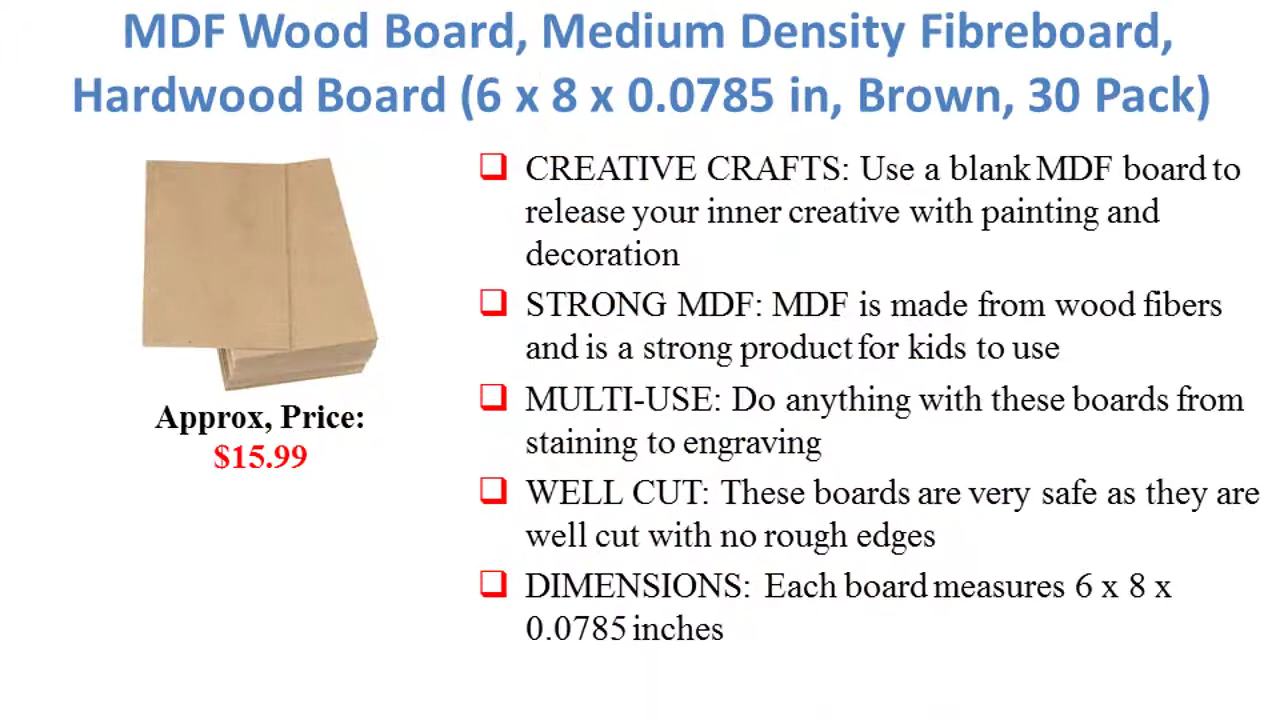 MDF Wood Board, Medium Density Fibreboard,
Hardwood Board (6 x 8 x 0.0785 in, Brown, 30 Pack)
CREATIVE CRAFTS: Use a blank MDF board to
release your inner creative with painting and
decoration
STRONG MDF: MDF is made from wood fibers
and is a strong product for kids to use
MULTI-USE: Do anything with these boards from
staining to engraving
WELL CUT: These boards are very safe as they are
well cut with no rough edges
DIMENSIONS: Each board measures 6 x 8 x
0.0785 inches
Approx, Price:
$15.99